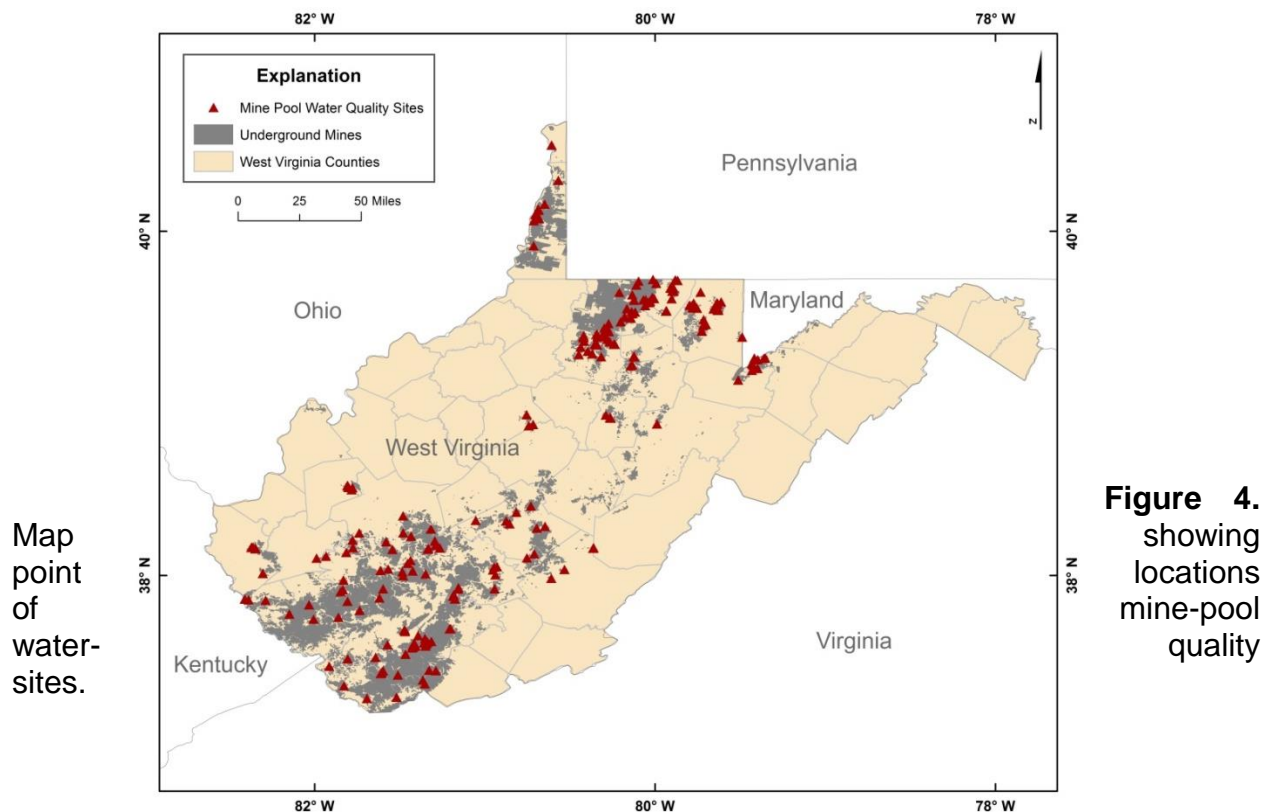 82° W 80° W 78° W
Explanation
Mine Pool Water Quality Sites
Underground Mines
West Virginia Counties
0 25 50 Miles
z
Pennsylvania
40° N 40° N
Ohio
Maryland
West Virginia
38° N 38° N
Kentucky
Virginia
82° W 80° W 78° W
Figure 4.
Map showing
point locations
of mine-pool
water- quality
sites.